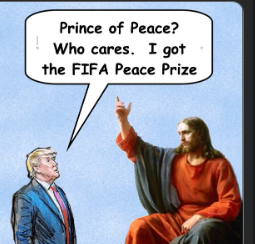 Prince of Peace?
Who cares.  I got
the FIFA Peace Prize